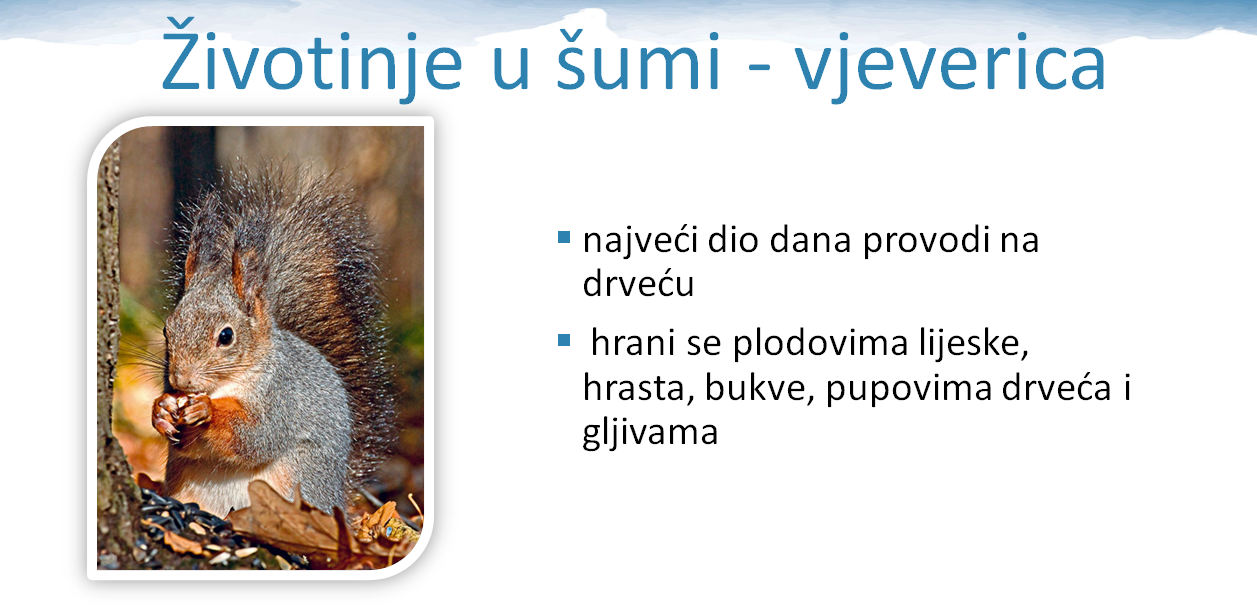 Životinje u šumi - vjeverica
najveći dio dana provodi na
drveću
hrani se plodovima lijeske,
hrasta, bukve, pupovima drveća i
gljivama